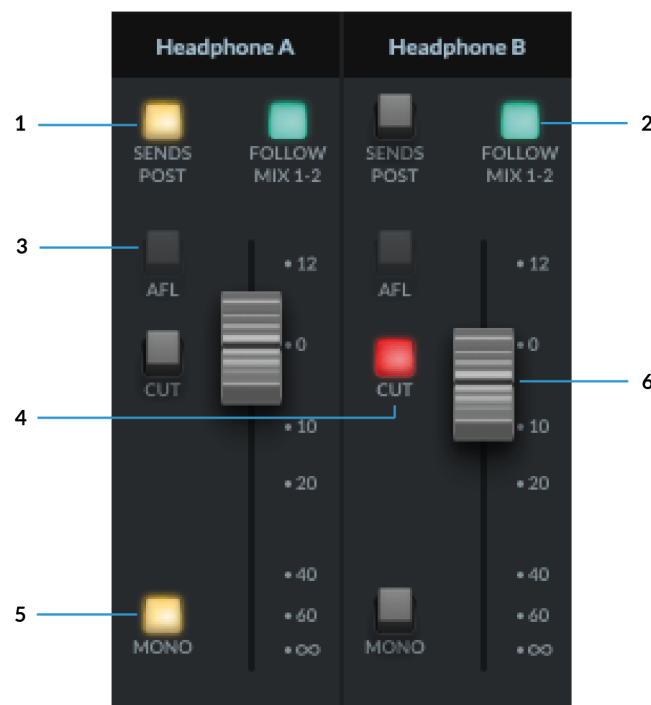 Headphone A
Headphone B
1
2
SENDS
POST
FOLLOW
MIX 1-2
SENDS
POST
FOLLOW
MIX 1-2
3
AFL
12
AFL
12
CUT
0
CUT
0
6
4
10
10
20
20
40
40
5
60
60
MONO
∞
MONO
∞